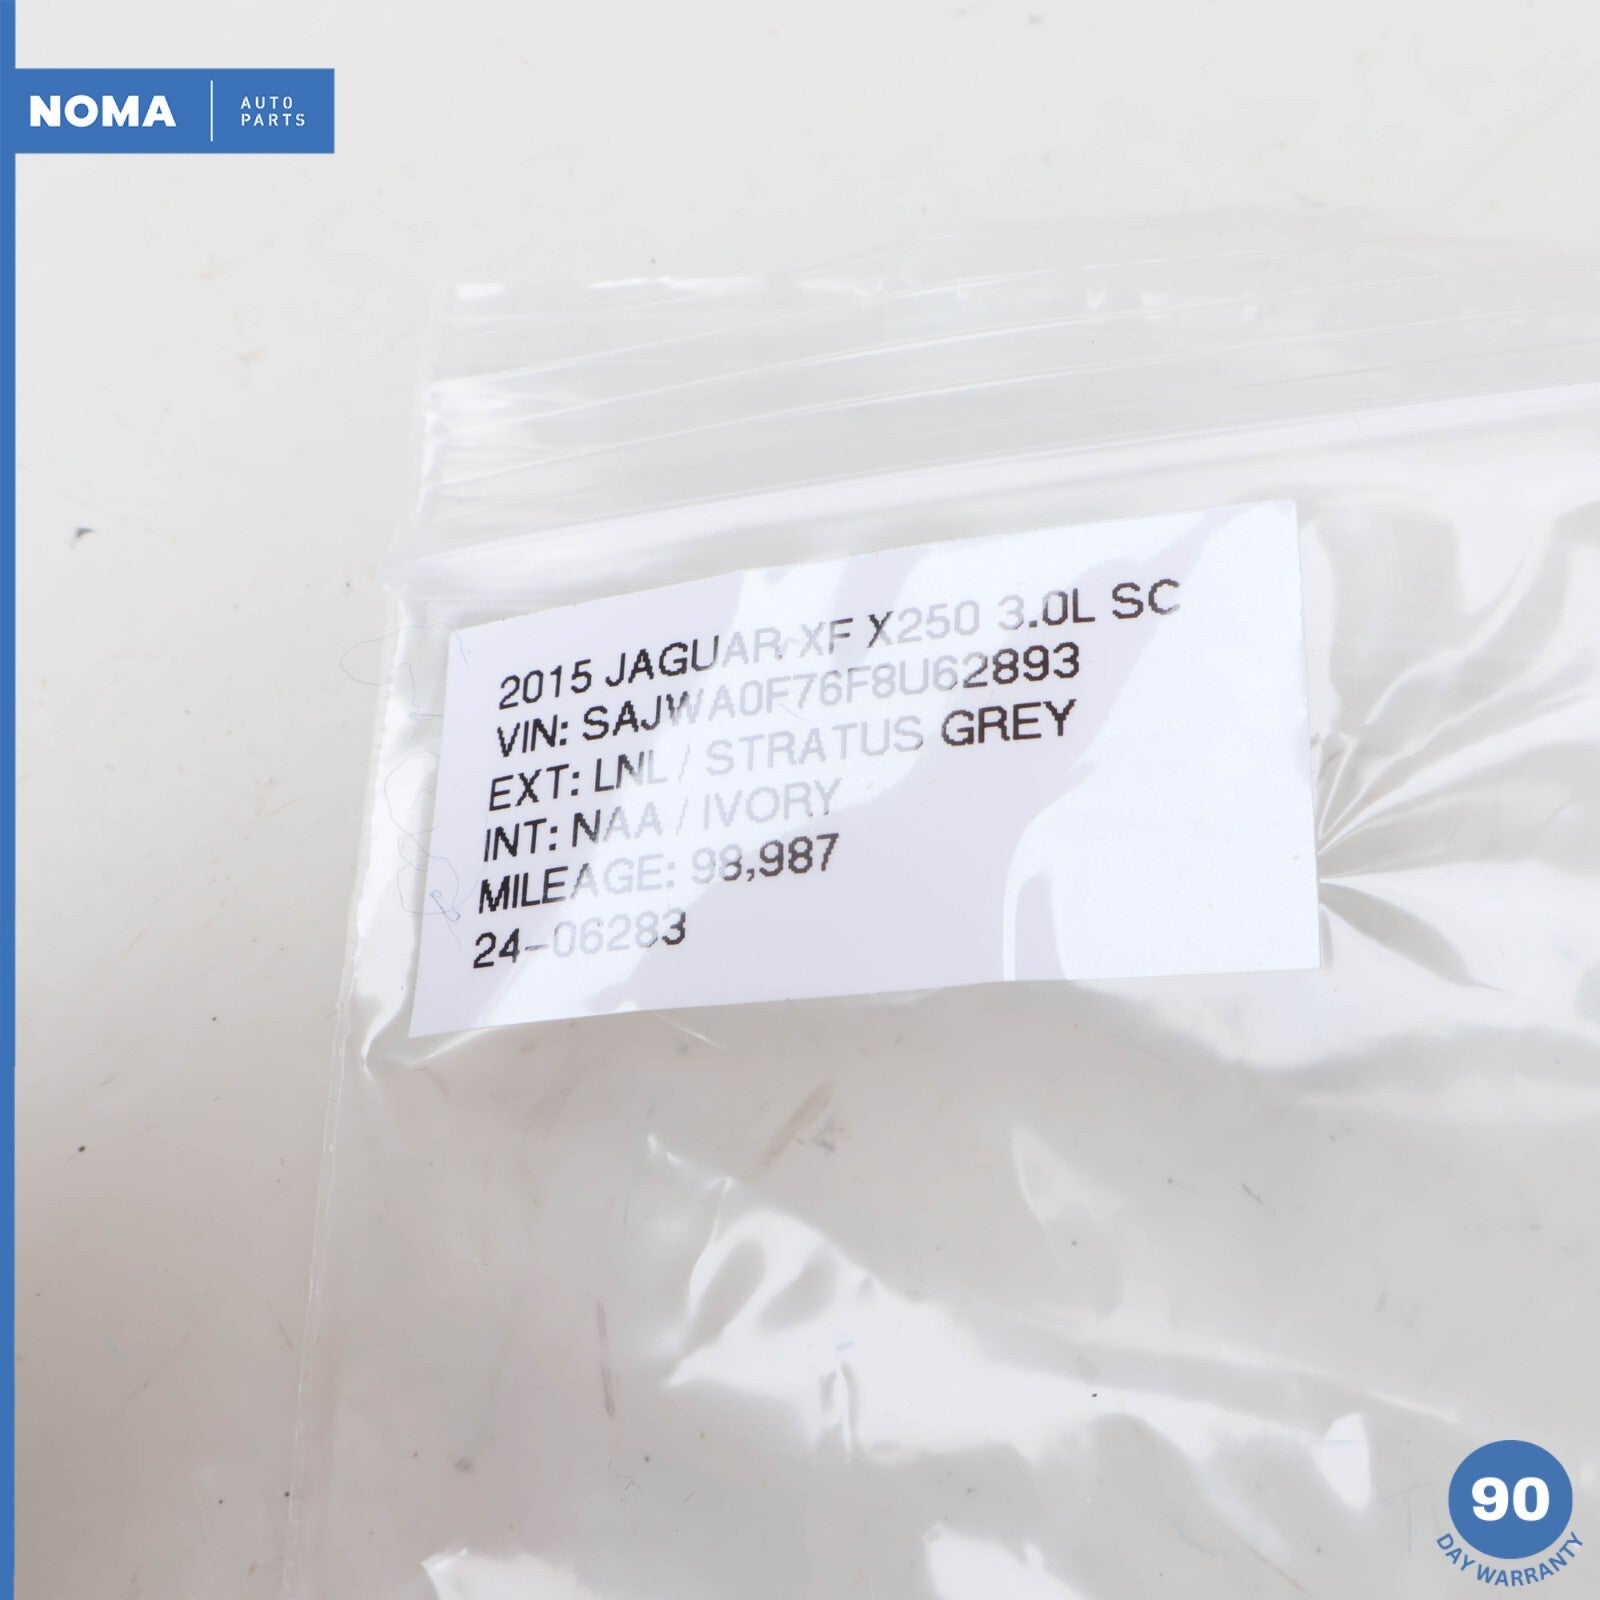 NOMA
AUTO
PARTS
2015 JAGUAR XF X250 3.0L SC
VIN: SAJWA0F76F8U62893
EXT: LNL / STRATUS GREY
INT: NAA / IVORY
MILEAGE: 98,987
24-06283
90
DAY WARRANTY